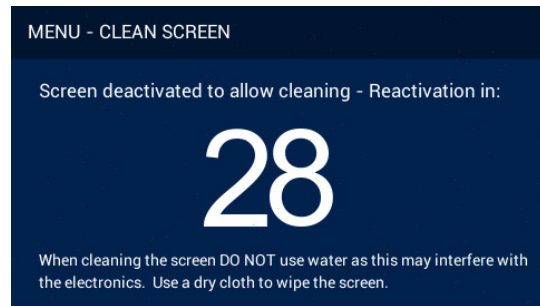 MENU - CLEAN SCREEN
Screen deactivated to allow cleaning - Reactivation in:
28
When cleaning the screen DO NOT use water as this may interfere with
the electronics.  Use a dry cloth to wipe the screen.